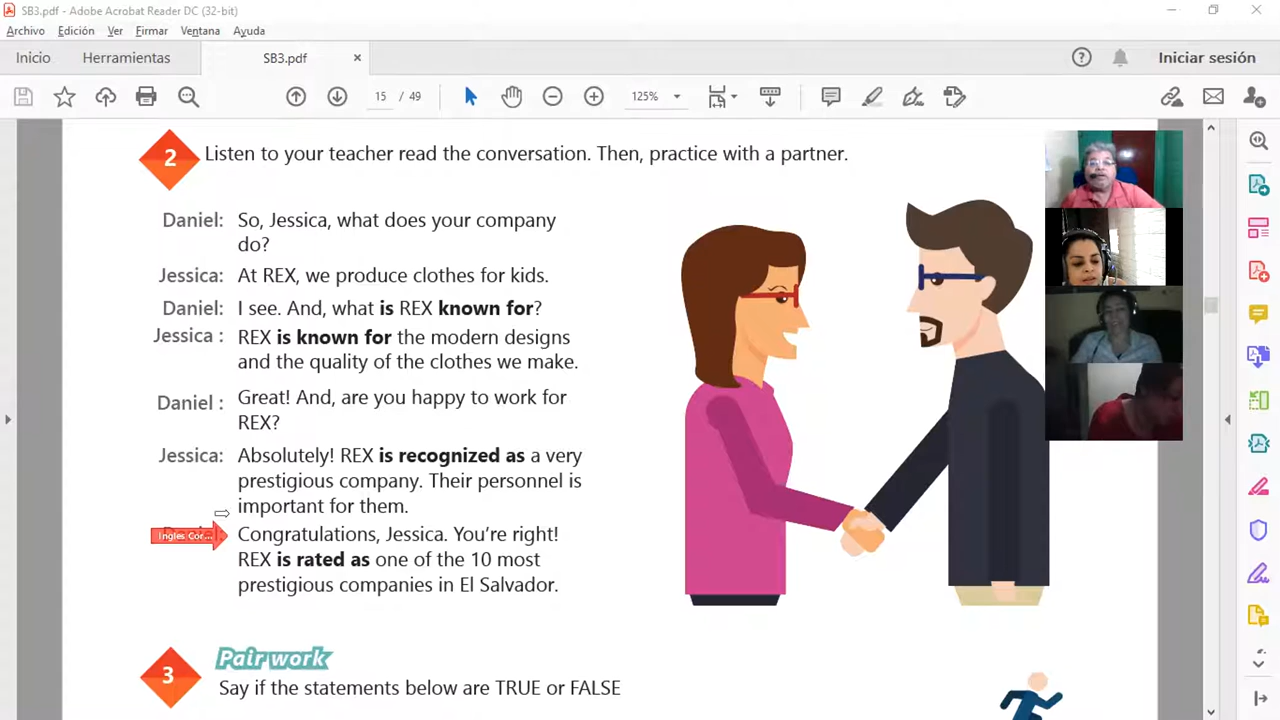 SB3.pdf - Adobe Acrobat Reader DC (32-bit)
Archivo Edición Ver Firmar Ventana Ayuda
Inicio Herramientas SB3.pdf × Iniciar sesión
15 / 49 125%
2 Listen to your teacher read the conversation. Then, practice with a partner.
Daniel: So, Jessica, what does your company
do?
Jessica: At REX, we produce clothes for kids.
Daniel: I see. And, what is REX known for?
Jessica : REX is known for the modern designs
and the quality of the clothes we make.
Daniel : Great! And, are you happy to work for
REX?
Jessica: Absolutely! REX is recognized as a very
prestigious company. Their personnel is
important for them.
Ingles Cor... Congratulations, Jessica. You're right!
REX is rated as one of the 10 most
prestigious companies in El Salvador.
3 Pair work
Say if the statements below are TRUE or FALSE